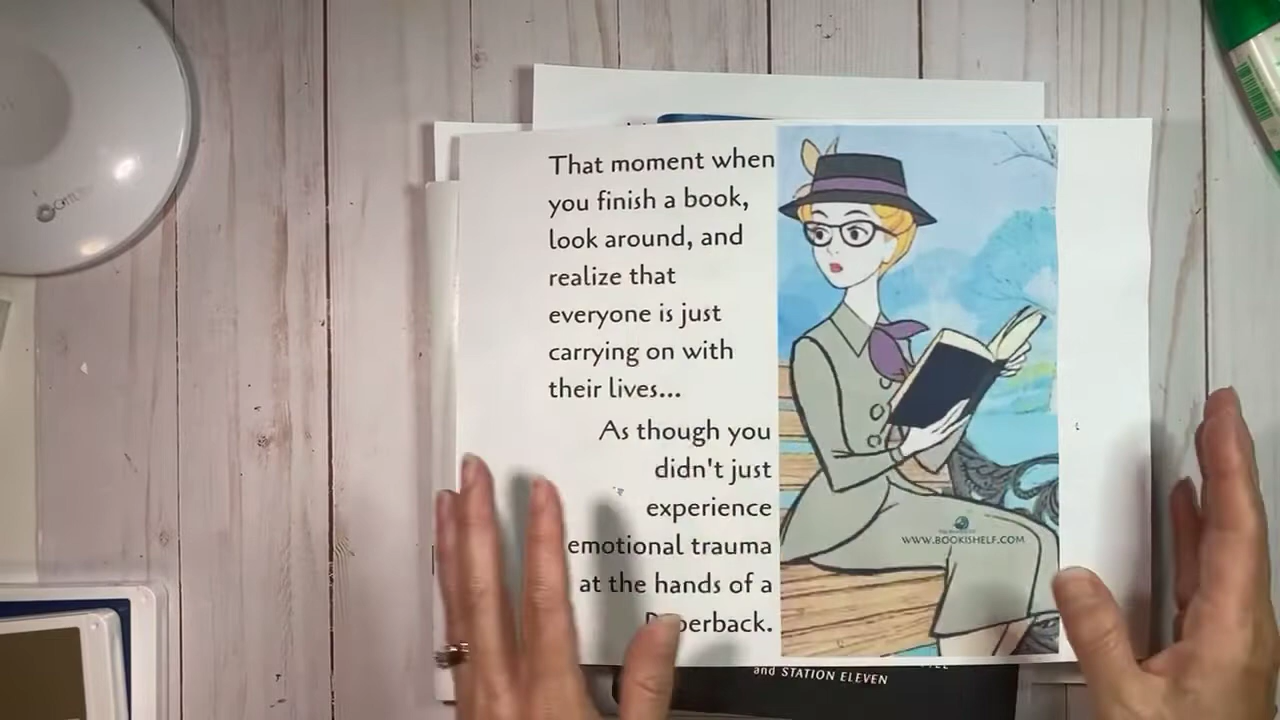 That moment when
you finish a book,
look around, and
realize that
everyone is just
carrying on with
their lives...
As though you
didn't just
experience
emotional trauma
at the hands of a
WWW.BOOKISHELF.COM
and STATION ELEVEN